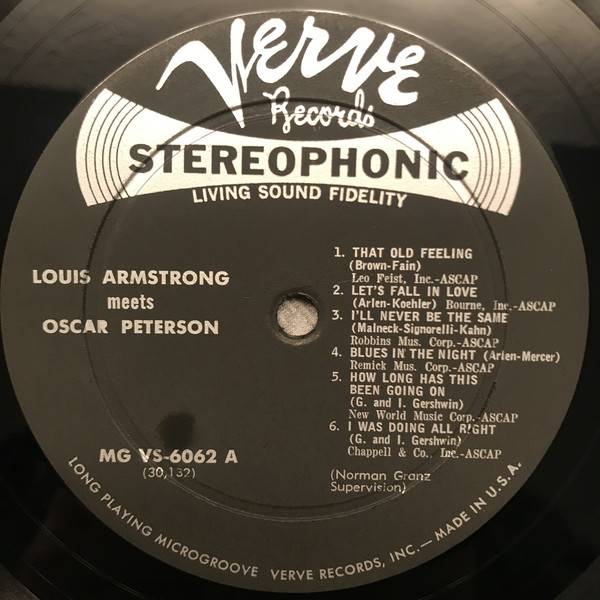 Verve
Records
STEREOPHONIC
LIVING SOUND FIDELITY
LOUIS ARMSTRONG
meets
OSCAR PETERSON
1. THAT OLD FEELING
(Brown-Fain)
Leo Feist, Inc.-ASCAP
2. LET'S FALL IN LOVE
(Arlen-Koehler) Bourne, Inc.-ASCAP
3. I'LL NEVER BE THE SAME
(Malneck-Signorelli-Kahn)
Robbins Mus. Corp.-ASCAP
4. BLUES IN THE NIGHT (Arlen-Mercer)
Remick Mus. Corp.-ASCAP
5. HOW LONG HAS THIS
BEEN GOING ON
(G. and I. Gershwin)
New World Music Corp.-ASCAP
6. I WAS DOING ALL RIGHT
(G. and I. Gershwin)
Chappell & Co., Inc.-ASCAP
MG VS-6062 A
(30,132)
(Norman Granz
Supervision)
LONG PLAYING MICROGROOVE VERVE RECORDS, INC.—MADE IN U.S.A.